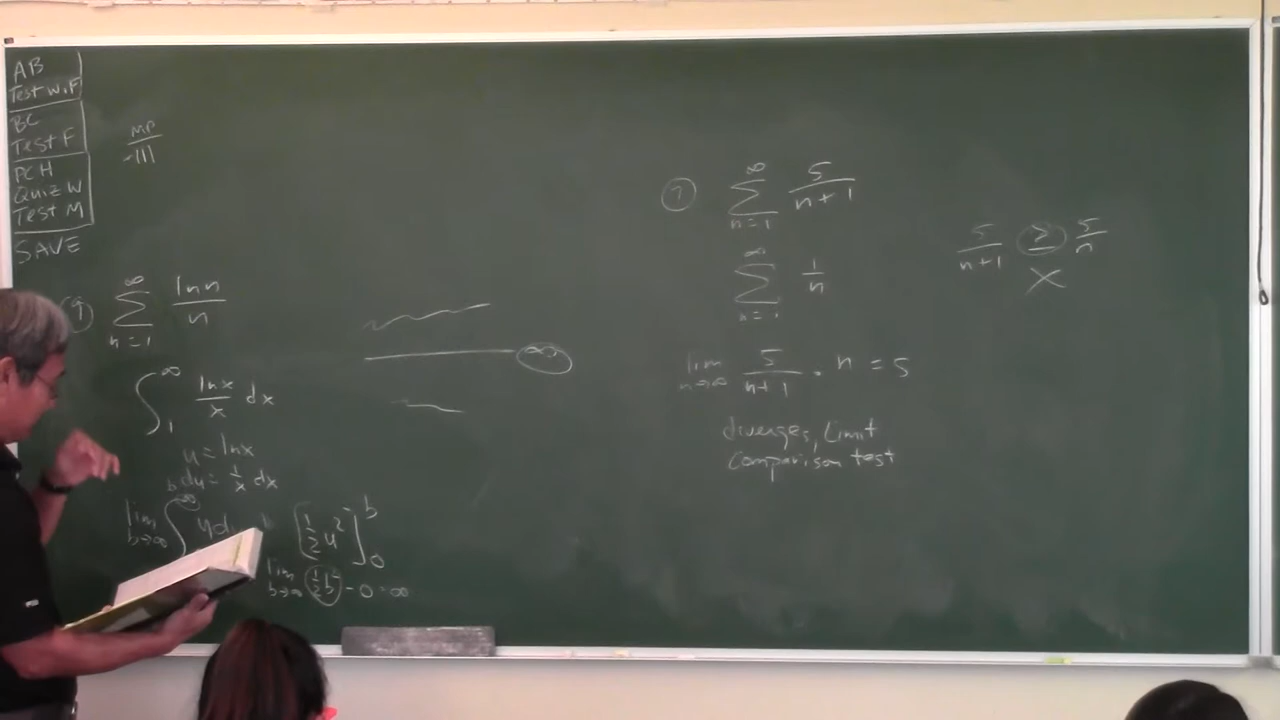 AB
Test W,F
BC
Test F
PCH
Quiz W
Test M
SAVE
MP
-111
9 ∞ ∑ n=1 ln n / n
∫ 1 ∞ ln x / x dx
u = ln x
du = 1/x dx
lim b→∞ ∫ b u du [1/2 u²] 0 b
lim b→∞ 1/2 b² - 0 = ∞
∞
7 ∞ ∑ n=1 5 / n+1
∞ ∑ n=1 1/n
lim n→∞ 5 / n+1 · n = 5
diverges, Limit
Comparison test
5 / n+1 ≥ 5 / n
X